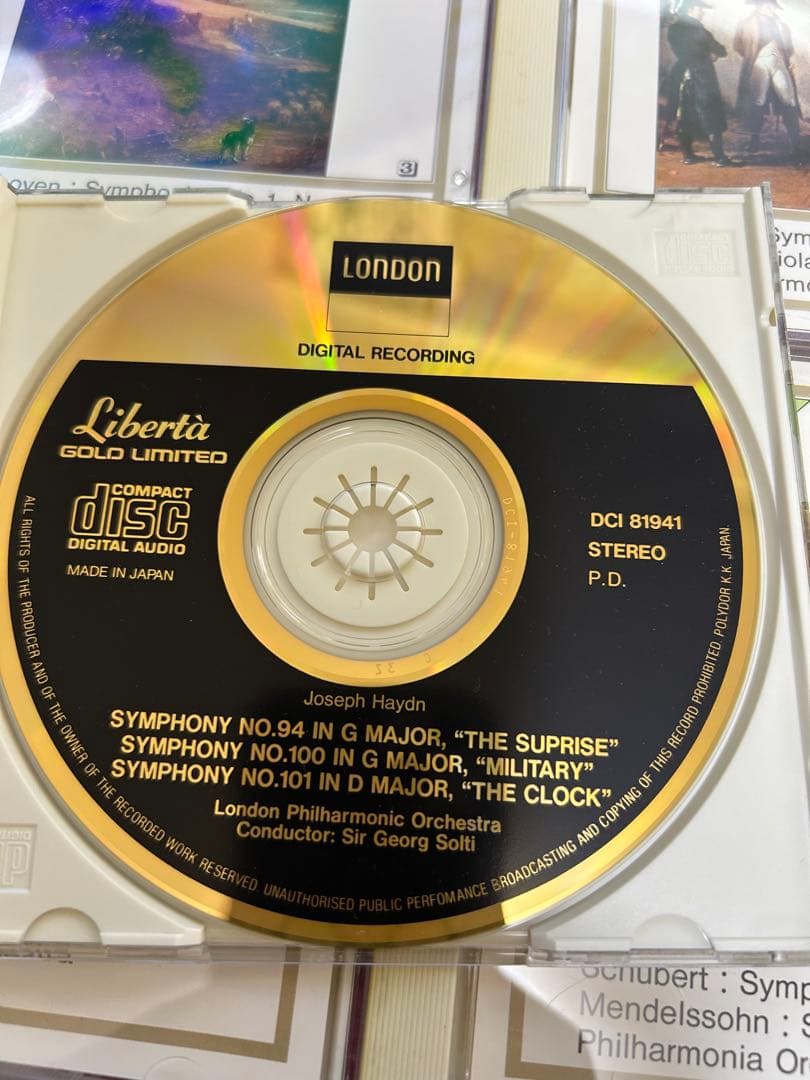 3
Sympho
1
LONDON
DIGITAL RECORDING
Libertà
GOLD LIMITED
COMPACT
disc
DIGITAL AUDIO
MADE IN JAPAN
DCI 81941
STEREO
P.D.
Joseph Haydn
SYMPHONY NO.94 IN G MAJOR, “THE SUPRISE”
SYMPHONY NO.100 IN G MAJOR, “MILITARY”
SYMPHONY NO.101 IN D MAJOR, “THE CLOCK”
London Philharmonic Orchestra
Conductor: Sir Georg Solti
ALL RIGHTS OF THE PRODUCER AND OF THE OWNER OF THE RECORDED WORK RESERVED. UNAUTHORISED PUBLIC PERFOMANCE BROADCASTING AND COPYING OF THIS RECORD PROHIBITED. POLYDOR K.K. JAPAN.
Schubert : Symp
Mendelssohn : S
Philharmonia Or